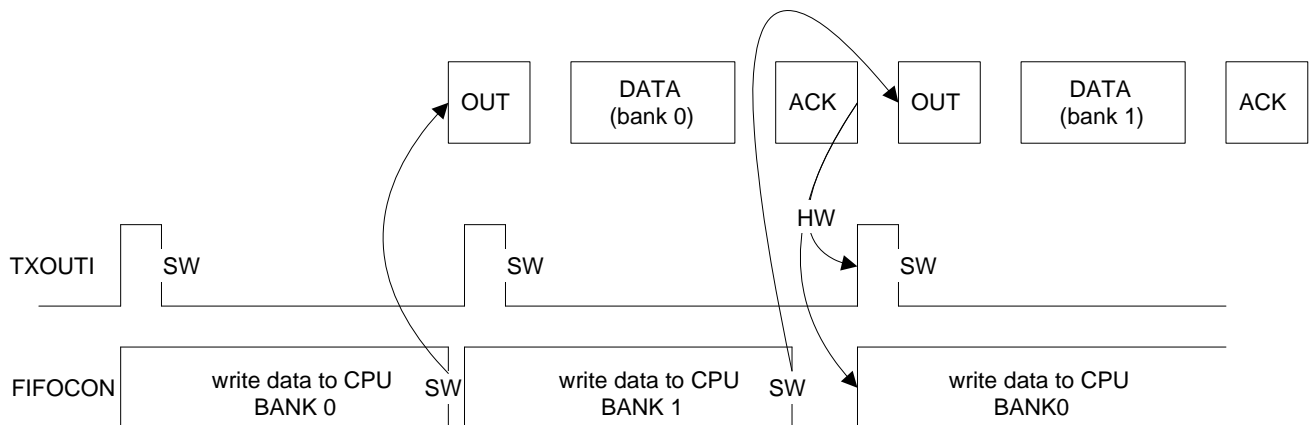 OUT
DATA
(bank 0)
ACK
OUT
DATA
(bank 1)
ACK
HW
TXOUTI
SW
SW
SW
FIFOCON
write data to CPU
BANK 0
SW
write data to CPU
BANK 1
SW
write data to CPU
BANK0